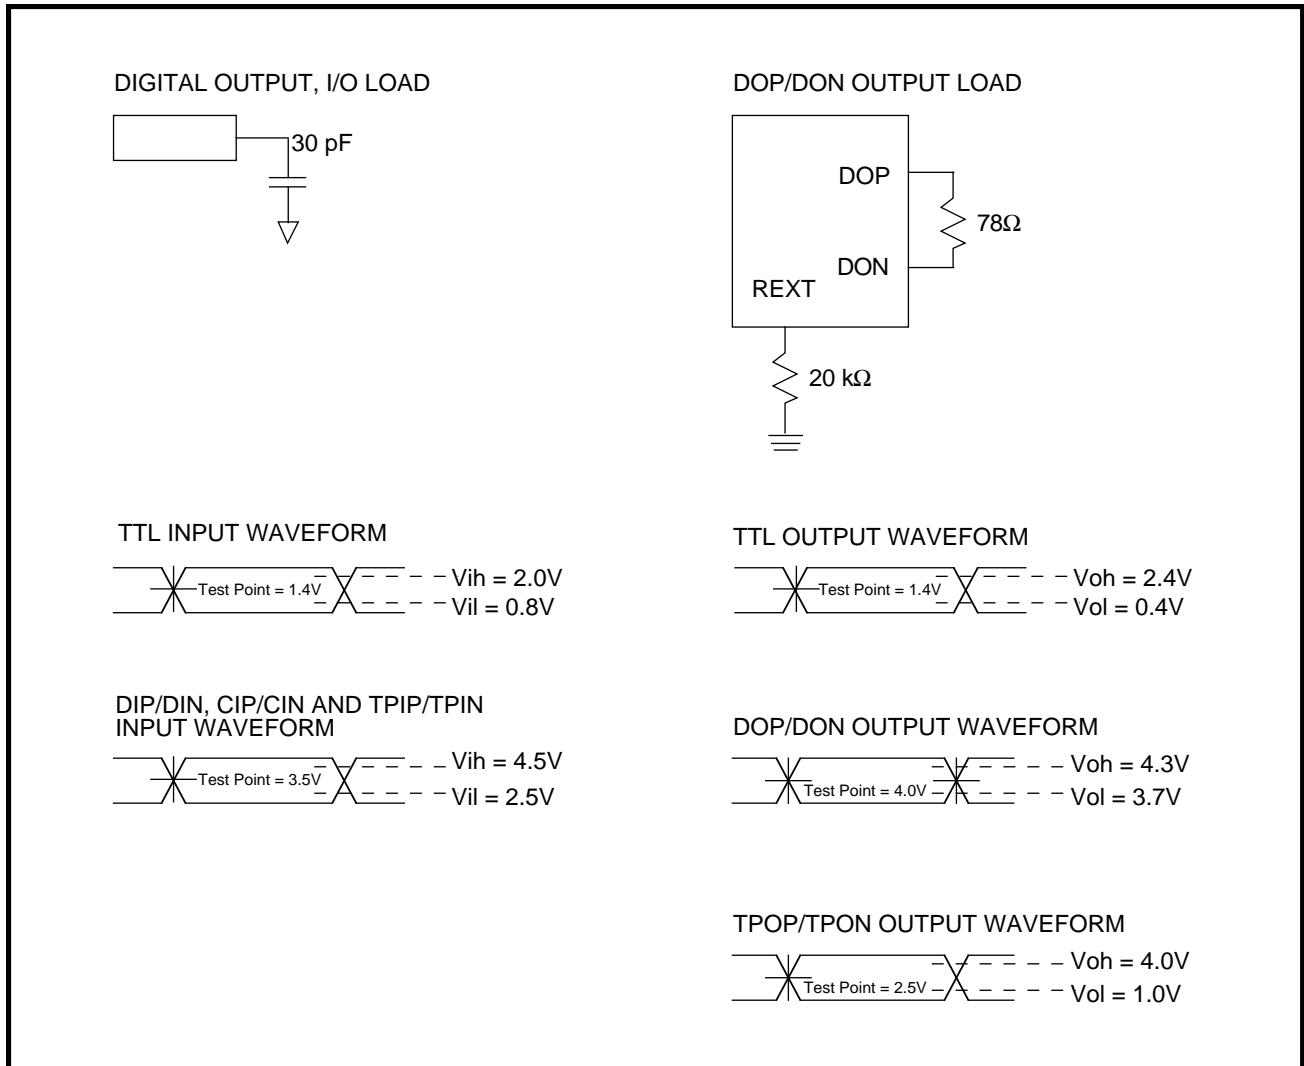 DIGITAL OUTPUT, I/O LOAD
30 pF
DOP/DON OUTPUT LOAD
DOP
78Ω
DON
REXT
20 kΩ
TTL INPUT WAVEFORM
Test Point = 1.4V
Vih = 2.0V
Vil = 0.8V
TTL OUTPUT WAVEFORM
Test Point = 1.4V
Voh = 2.4V
Vol = 0.4V
DIP/DIN, CIP/CIN AND TPIP/TPIN
INPUT WAVEFORM
Test Point = 3.5V
Vih = 4.5V
Vil = 2.5V
DOP/DON OUTPUT WAVEFORM
Test Point = 4.0V
Voh = 4.3V
Vol = 3.7V
TPOP/TPON OUTPUT WAVEFORM
Test Point = 2.5V
Voh = 4.0V
Vol = 1.0V